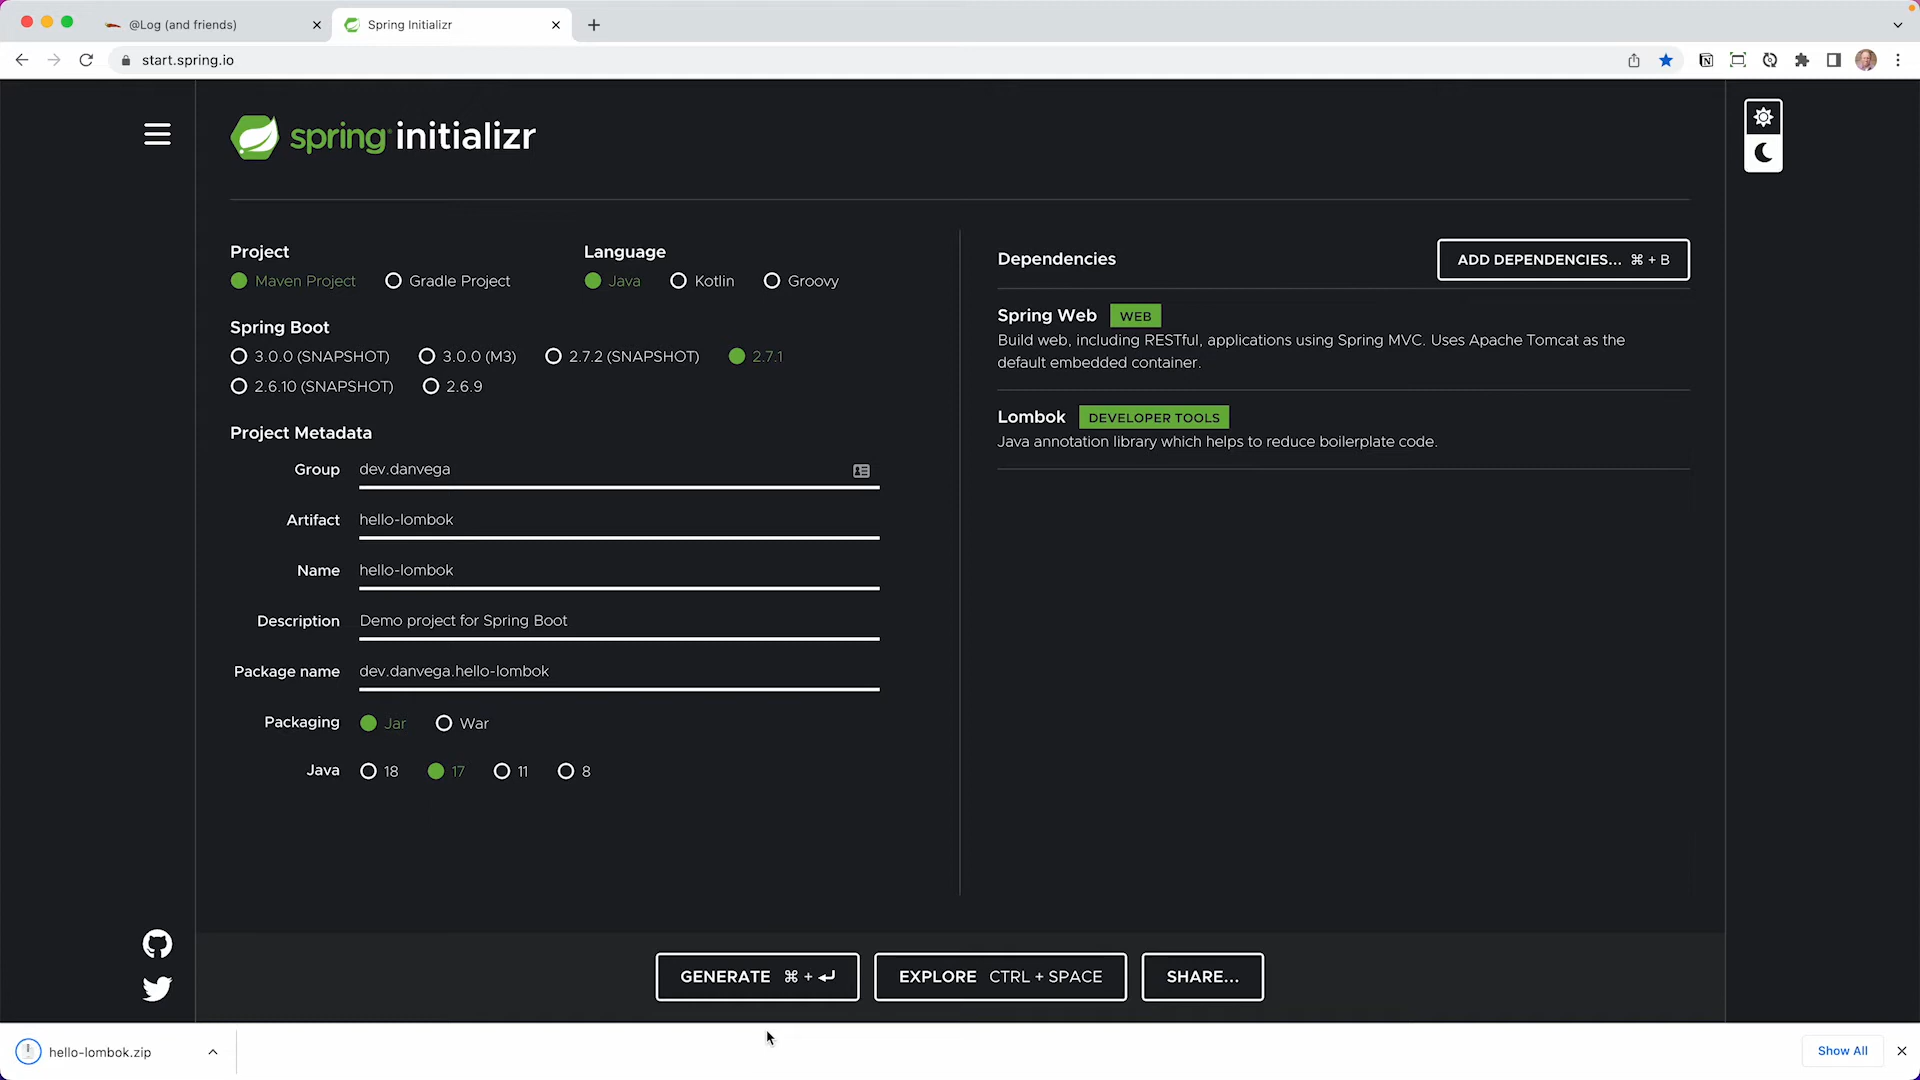 @Log (and friends)
Spring Initializr
start.spring.io
spring initializr
Project
Maven Project
Gradle Project
Language
Java
Kotlin
Groovy
Spring Boot
3.0.0 (SNAPSHOT)
3.0.0 (M3)
2.7.2 (SNAPSHOT)
2.7.1
2.6.10 (SNAPSHOT)
2.6.9
Project Metadata
Group
dev.danvega
Artifact
hello-lombok
Name
hello-lombok
Description
Demo project for Spring Boot
Package name
dev.danvega.hello-lombok
Packaging
Jar
War
Java
18
17
11
8
Dependencies
ADD DEPENDENCIES... ⌘ + B
Spring Web WEB
Build web, including RESTful, applications using Spring MVC. Uses Apache Tomcat as the
default embedded container.
Lombok DEVELOPER TOOLS
Java annotation library which helps to reduce boilerplate code.
GENERATE ⌘ + ↵
EXPLORE CTRL + SPACE
SHARE...
hello-lombok.zip
Show All